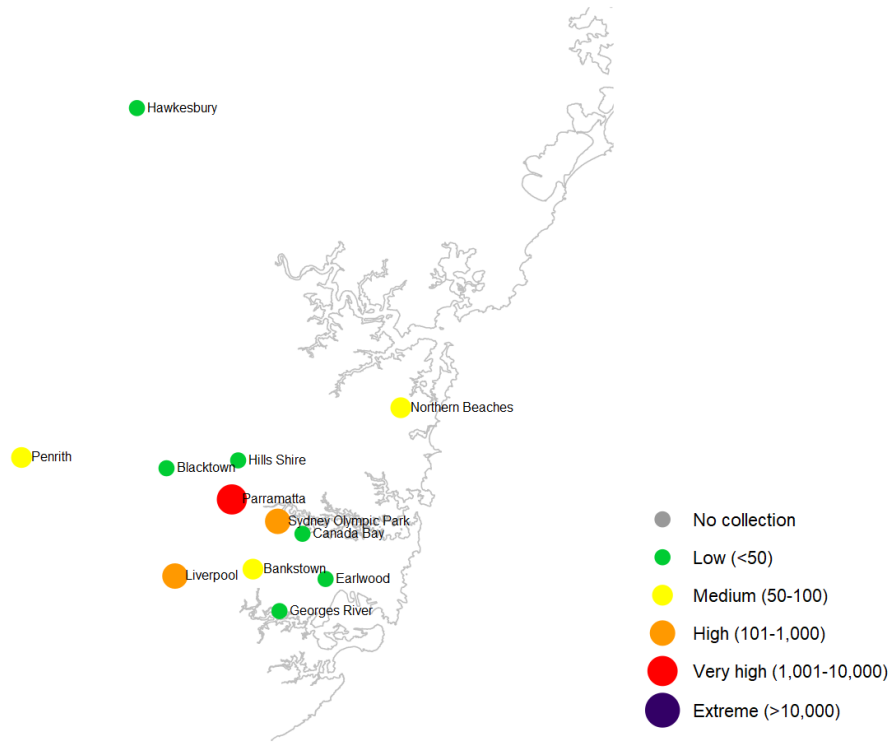 Hawkesbury
Northern Beaches
Penrith
Hills Shire
Blacktown
Parramatta
Sydney Olympic Park
Canada Bay
Bankstown
Liverpool
Earlwood
Georges River
No collection
Low (<50)
Medium (50-100)
High (101-1,000)
Very high (1,001-10,000)
Extreme (>10,000)